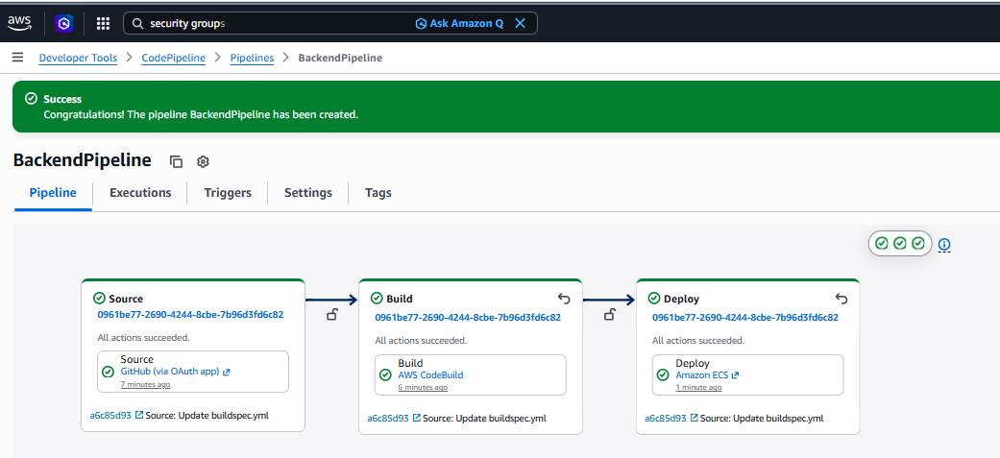 aws
security groups
Ask Amazon Q
Developer Tools > CodePipeline > Pipelines > BackendPipeline
Success
Congratulations! The pipeline BackendPipeline has been created.
BackendPipeline
Pipeline Executions Triggers Settings Tags
Source
0961be77-2690-4244-8cbe-7b96d3fd6c82
All actions succeeded.
Source
GitHub (via OAuth app)
7 minutes ago
a6c85d93 Source: Update buildspec.yml
Build
0961be77-2690-4244-8cbe-7b96d3fd6c82
All actions succeeded.
Build
AWS CodeBuild
6 minutes ago
a6c85d93 Source: Update buildspec.yml
Deploy
0961be77-2690-4244-8cbe-7b96d3fd6c82
All actions succeeded.
Deploy
Amazon ECS
1 minute ago
a6c85d93 Source: Update buildspec.yml